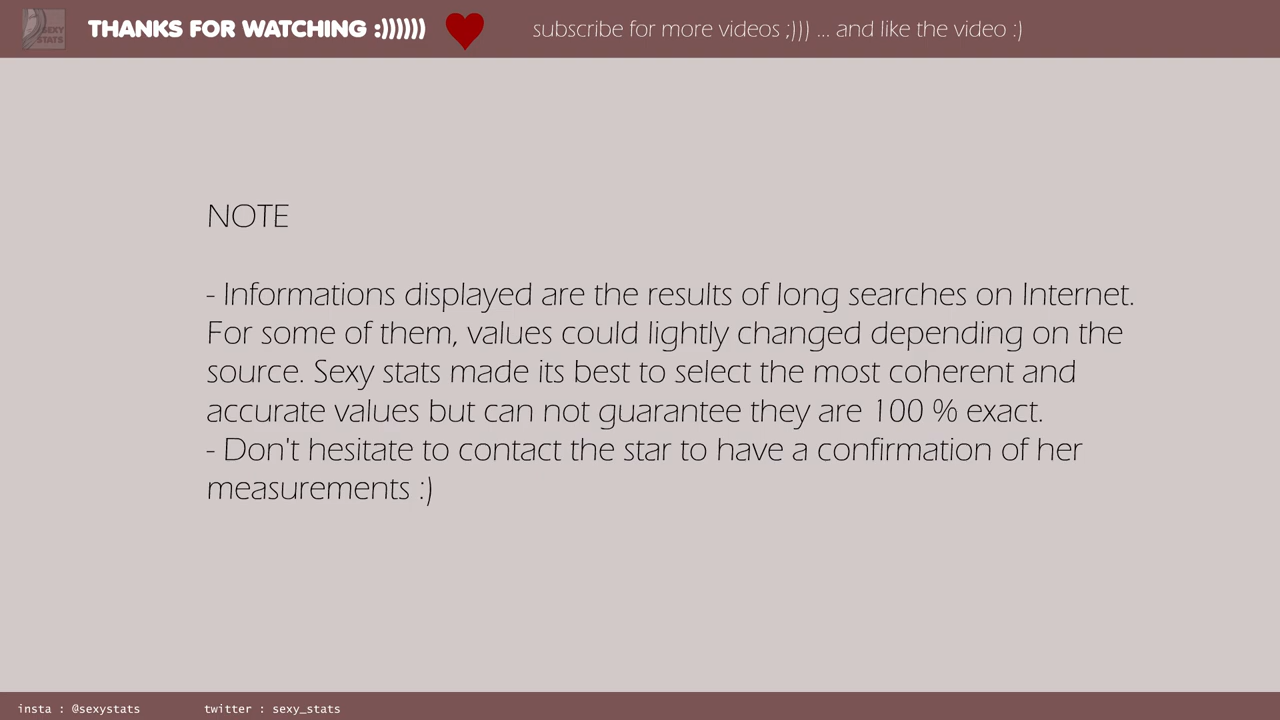 SEXY
STATS
THANKS FOR WATCHING :))))))
subscribe for more videos ;))) ... and like the video :)
NOTE
- Informations displayed are the results of long searches on Internet.
For some of them, values could lightly changed depending on the
source. Sexy stats made its best to select the most coherent and
accurate values but can not guarantee they are 100 % exact.
- Don't hesitate to contact the star to have a confirmation of her
measurements :)
insta : @sexystats
twitter : sexy_stats